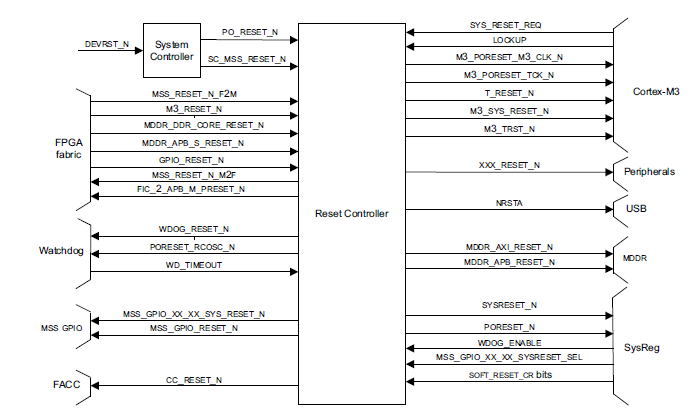 DEVRST_N
System
Controller
PO_RESET_N
SC_MSS_RESET_N
FPGA
fabric
MSS_RESET_N_F2M
M3_RESET_N
MDDR_DDR_CORE_RESET_N
MDDR_APB_S_RESET_N
GPIO_RESET_N
MSS_RESET_N_M2F
FIC_2_APB_M_PRESET_N
Watchdog
WDOG_RESET_N
PORESET_RCOSC_N
WD_TIMEOUT
MSS GPIO
MSS_GPIO_XX_XX_SYS_RESET_N
MSS_GPIO_RESET_N
FACC
CC_RESET_N
Reset Controller
SYS_RESET_REQ
LOCKUP
M3_PORESET_M3_CLK_N
M3_PORESET_TCK_N
T_RESET_N
M3_SYS_RESET_N
M3_TRST_N
Cortex-M3
XXX_RESET_N
Peripherals
NRSTA
USB
MDDR_AXI_RESET_N
MDDR_APB_RESET_N
MDDR
SYSRESET_N
PORESET_N
WDOG_ENABLE
MSS_GPIO_XX_XX_SYSRESET_SEL
SOFT_RESET_CR bits
SysReg